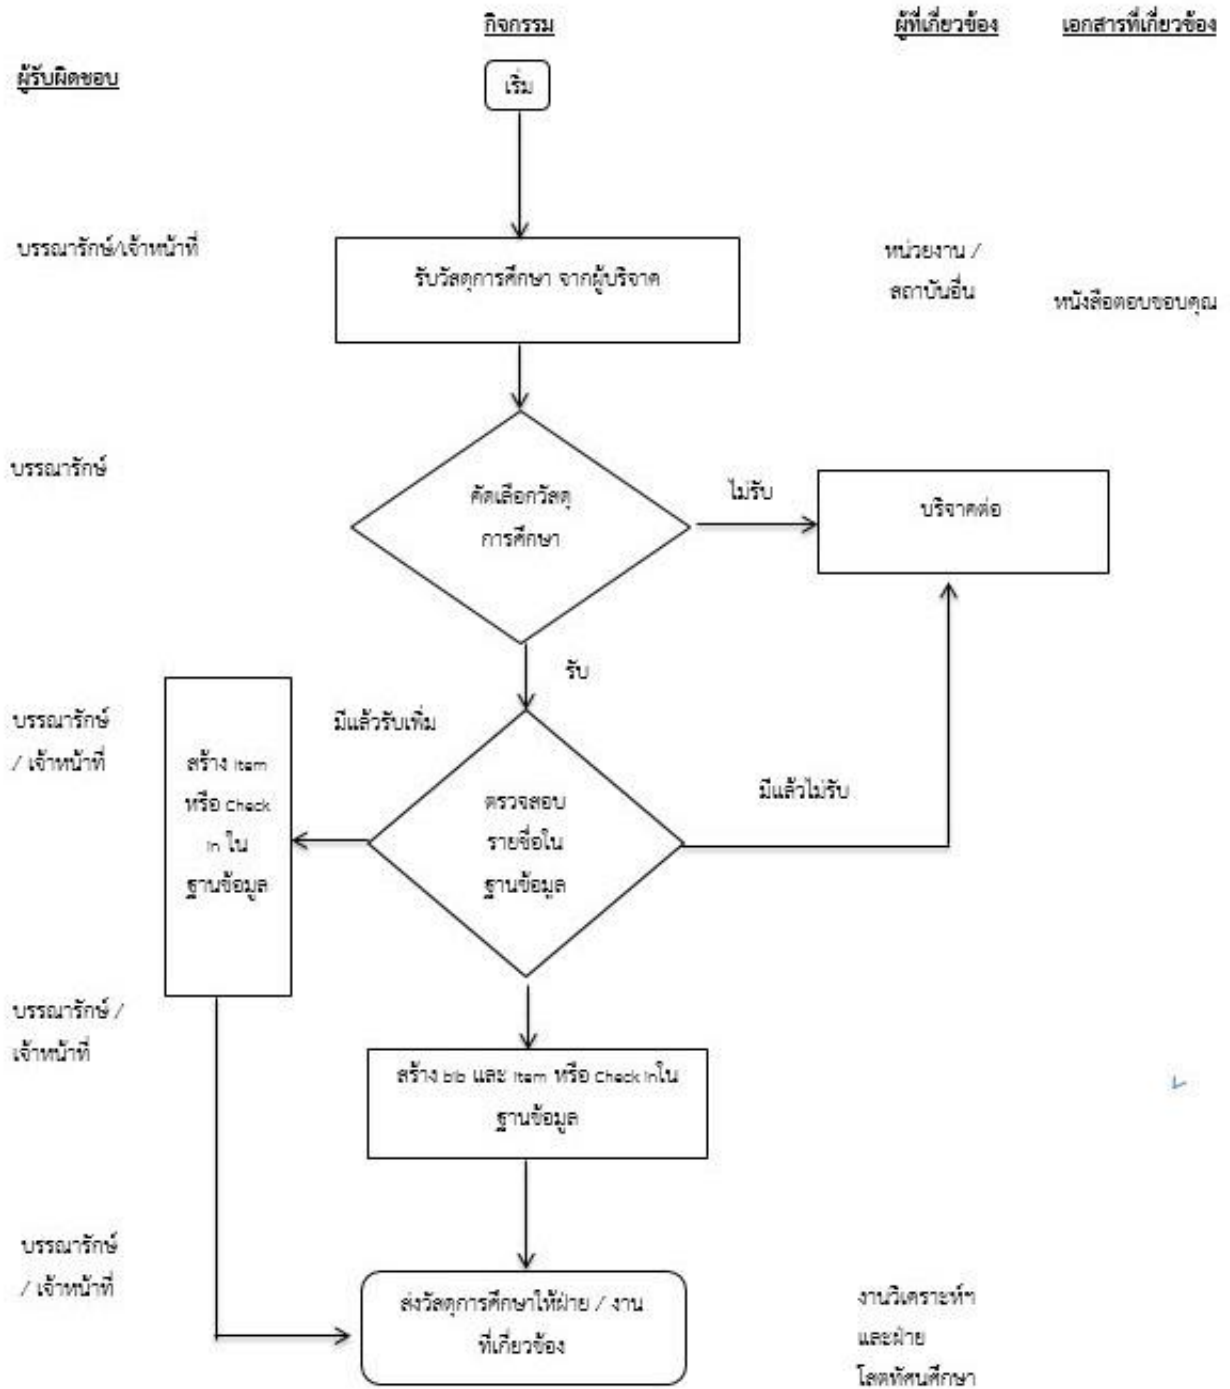 กิจกรรม
ผู้ที่เกี่ยวข้อง
เอกสารที่เกี่ยวข้อง
ผู้รับผิดชอบ
เริ่ม
บรรณารักษ์/เจ้าหน้าที่
รับวัสดุการศึกษา จากผู้บริจาค
หน่วยงาน /
สถาบันอื่น
หนังสือตอบขอบคุณ
บรรณารักษ์
คัดเลือกวัสดุ
การศึกษา
ไม่รับ
บริจาคต่อ
รับ
บรรณารักษ์
/ เจ้าหน้าที่
มีแล้วรับเพิ่ม
สร้าง Item
หรือ Check
In ใน
ฐานข้อมูล
ตรวจสอบ
รายชื่อใน
ฐานข้อมูล
มีแล้วไม่รับ
บรรณารักษ์ /
เจ้าหน้าที่
สร้าง bib และ Item หรือ Check Inใน
ฐานข้อมูล
บรรณารักษ์
/ เจ้าหน้าที่
ส่งวัสดุการศึกษาให้ฝ่าย / งาน
ที่เกี่ยวข้อง
งานวิเคราะห์ฯ
และฝ่าย
โสตทัศนศึกษา